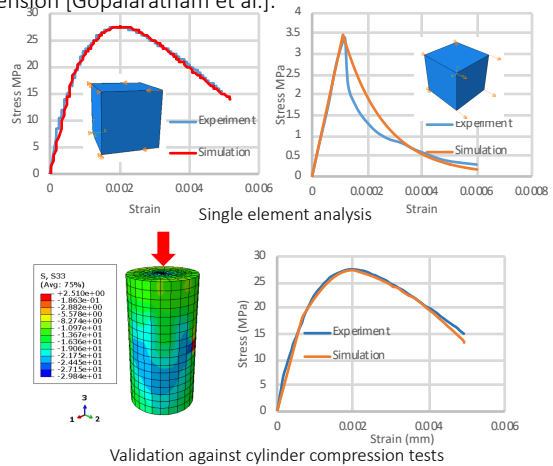 ension [Gopalaratham et al.].
30
25
20
15
10
5
0
Stress MPa
Experiment
Simulation
0
0.002
0.004
0.006
Strain
4
3.5
3
2.5
2
1.5
1
0.5
0
Stress MPa
Experiment
Simulation
0
0.0002
0.0004
0.0006
0.0008
Strain
Single element analysis
S, S33
(Avg: 75%)
+2.510e+00
-1.863e-01
-2.882e+00
-5.578e+00
-8.274e+00
-1.097e+01
-1.367e+01
-1.636e+01
-1.906e+01
-2.175e+01
-2.445e+01
-2.715e+01
-2.984e+01
3
1
2
30
25
20
15
10
5
0
Stress (MPa)
Experiment
Simulation
0
0.002
0.004
0.006
Strain (mm)
Validation against cylinder compression tests